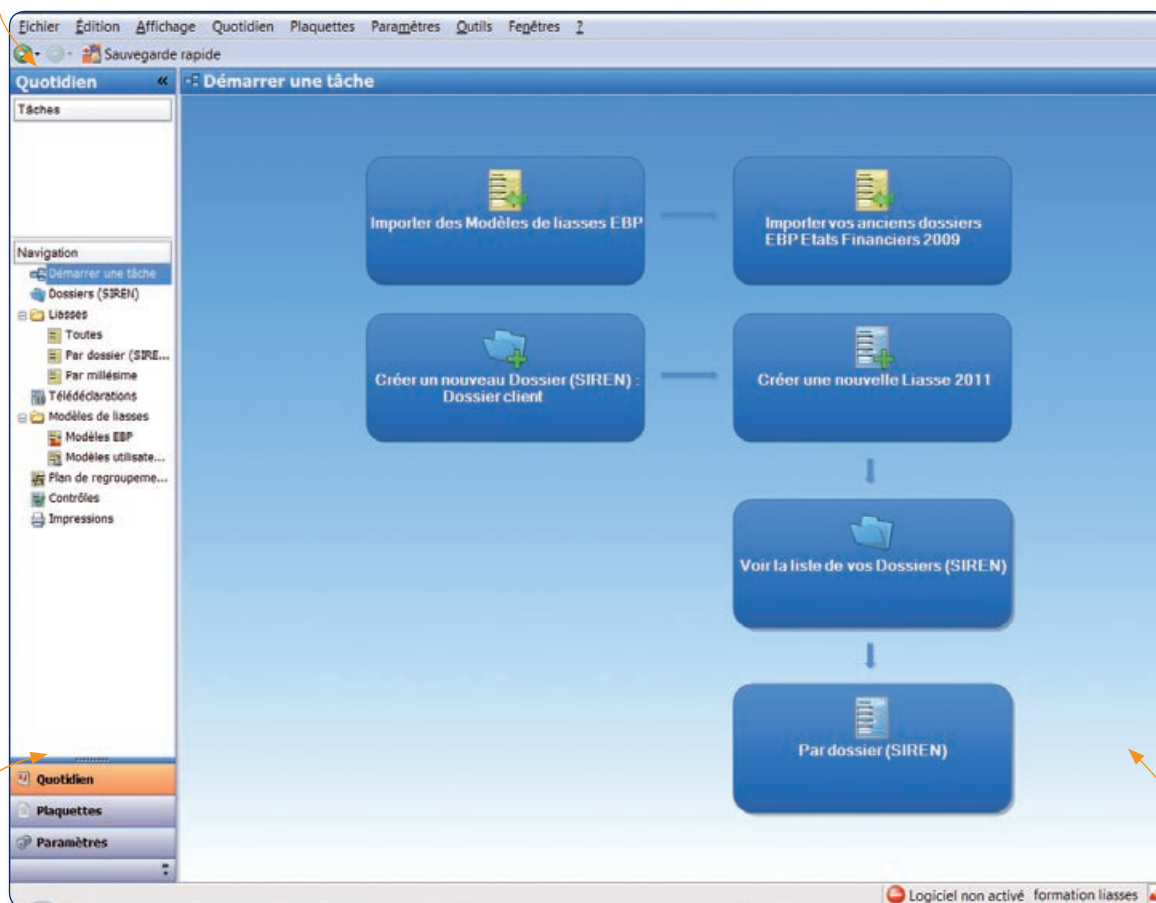 Fichier Édition Affichage Quotidien Plaquettes Paramètres Outils Fenêtres ?
Sauvegarde rapide
Quotidien «
Démarrer une tâche
Tâches
Navigation
Démarrer une tâche
Dossiers (SIREN)
Liasses
Toutes
Par dossier (SIRE...
Par millésime
Télédéclarations
Modèles de liasses
Modèles EBP
Modèles utilisate...
Plan de regroupeme...
Contrôles
Impressions
Quotidien
Plaquettes
Paramètres
Importer des Modèles de liasses EBP
Importer vos anciens dossiers
EBP Etats Financiers 2009
Créer un nouveau Dossier (SIREN) :
Dossier client
Créer une nouvelle Liasse 2011
Voir la liste de vos Dossiers (SIREN)
Par dossier (SIREN)
Logiciel non activé formation liasses